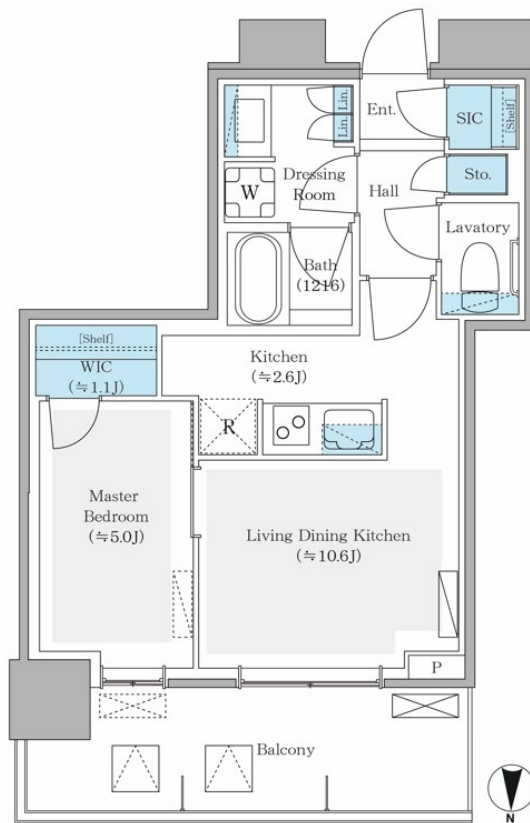 Lin.
Lin.
Ent.
SIC
[Shelf]
Dressing
Room
W
Hall
Sto.
Lavatory
Bath
(1216)
[Shelf]
WIC
(≒1.1J)
Kitchen
(≒2.6J)
R
Master
Bedroom
(≒5.0J)
Living Dining Kitchen
(≒10.6J)
P
Balcony
N